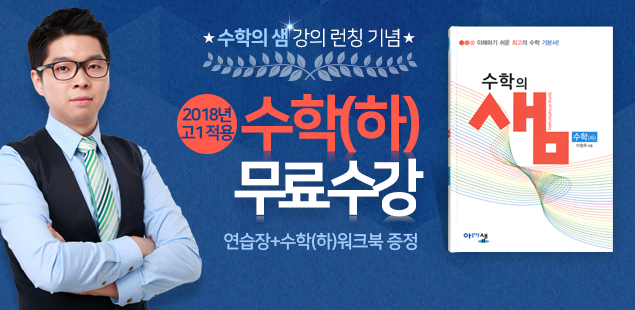 ★ 수학의 샘 강의 런칭 기념 ★
2018년
고1 적용
수학(하)
무료수강
연습장+수학(하)워크북 증정
이해하기 쉬운 최고의 수학 기본서!
수학의
샘
수학(하)
아름다운샘